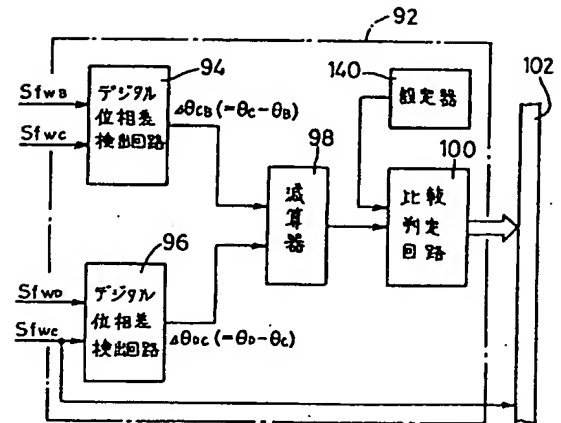 92
94
140
102
SfwB
デジタル
位相差
検出回路
設定器
ΔθCB(=θC-θB)
Sfwc
98
100
減
算
器
比較
判定
回路
96
SfwD
デジタル
位相差
検出回路
Sfwc
ΔθDC(=θD-θC)